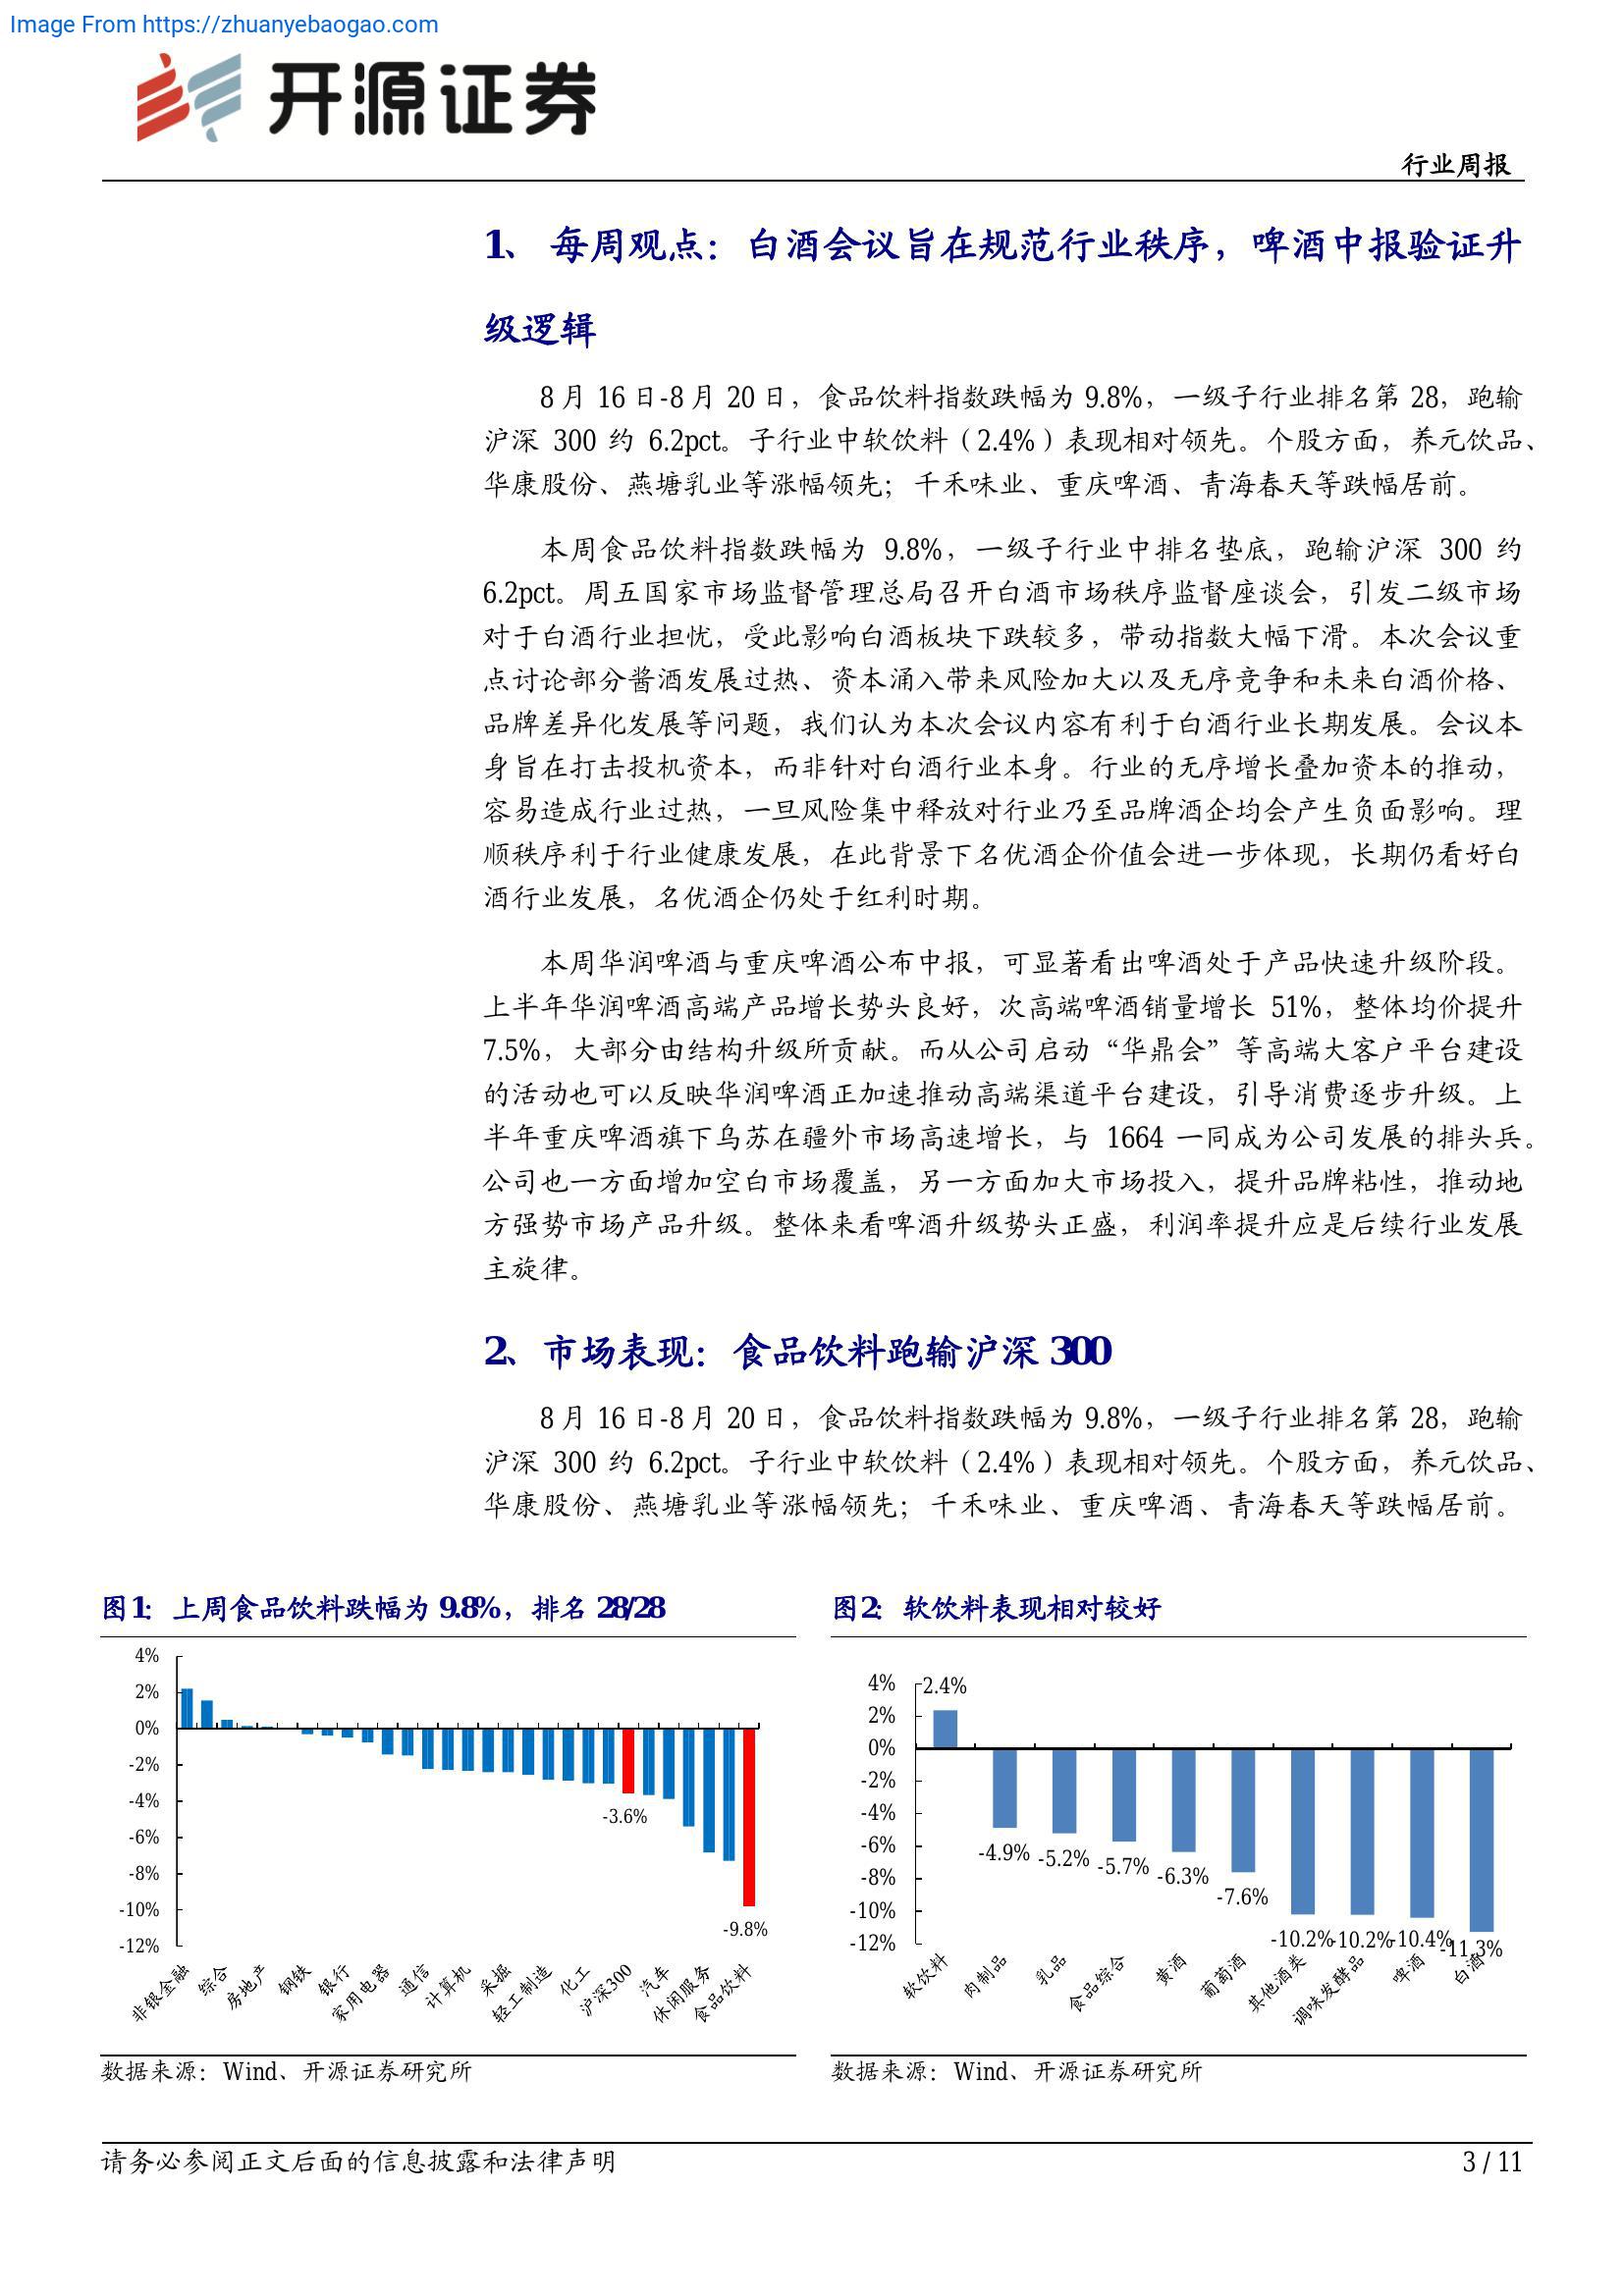 Image From https://zhuanyebaogao.com
开源证券
行业周报
1、 每周观点：白酒会议旨在规范行业秩序，啤酒中报验证升
级逻辑
8 月 16 日-8 月 20 日，食品饮料指数跌幅为 9.8%，一级子行业排名第 28，跑输
沪深 300 约 6.2pct。子行业中软饮料（2.4%）表现相对领先。个股方面，养元饮品、
华康股份、燕塘乳业等涨幅领先；千禾味业、重庆啤酒、青海春天等跌幅居前。
本周食品饮料指数跌幅为 9.8%，一级子行业中排名垫底，跑输沪深 300 约
6.2pct。周五国家市场监督管理总局召开白酒市场秩序监督座谈会，引发二级市场
对于白酒行业担忧，受此影响白酒板块下跌较多，带动指数大幅下滑。本次会议重
点讨论部分酱酒发展过热、资本涌入带来风险加大以及无序竞争和未来白酒价格、
品牌差异化发展等问题，我们认为本次会议内容有利于白酒行业长期发展。会议本
身旨在打击投机资本，而非针对白酒行业本身。行业的无序增长叠加资本的推动，
容易造成行业过热，一旦风险集中释放对行业乃至品牌酒企均会产生负面影响。理
顺秩序利于行业健康发展，在此背景下名优酒企价值会进一步体现，长期仍看好白
酒行业发展，名优酒企仍处于红利时期。
本周华润啤酒与重庆啤酒公布中报，可显著看出啤酒处于产品快速升级阶段。
上半年华润啤酒高端产品增长势头良好，次高端啤酒销量增长 51%，整体均价提升
7.5%，大部分由结构升级所贡献。而从公司启动“华鼎会”等高端大客户平台建设
的活动也可以反映华润啤酒正加速推动高端渠道平台建设，引导消费逐步升级。上
半年重庆啤酒旗下乌苏在疆外市场高速增长，与 1664 一同成为公司发展的排头兵。
公司也一方面增加空白市场覆盖，另一方面加大市场投入，提升品牌粘性，推动地
方强势市场产品升级。整体来看啤酒升级势头正盛，利润率提升应是后续行业发展
主旋律。
2、市场表现：食品饮料跑输沪深 300
8 月 16 日-8 月 20 日，食品饮料指数跌幅为 9.8%，一级子行业排名第 28，跑输
沪深 300 约 6.2pct。子行业中软饮料（2.4%）表现相对领先。个股方面，养元饮品、
华康股份、燕塘乳业等涨幅领先；千禾味业、重庆啤酒、青海春天等跌幅居前。
图1：上周食品饮料跌幅为 9.8%，排名 28/28
4%
2%
0%
-2%
-4%
-6%
-8%
-10%
-12%
-3.6%
-9.8%
非银金融
综合
房地产
钢铁
银行
家用电器
通信
计算机
采掘
轻工制造
化工
沪深300
汽车
休闲服务
食品饮料
数据来源：Wind、开源证券研究所
图2：软饮料表现相对较好
4%
2%
0%
-2%
-4%
-6%
-8%
-10%
-12%
2.4%
-4.9%
-5.2%
-5.7%
-6.3%
-7.6%
-10.2%
-10.2%
-10.4%
-11.3%
软饮料
肉制品
乳品
食品综合
黄酒
葡萄酒
其他酒类
调味发酵品
啤酒
白酒
数据来源：Wind、开源证券研究所
请务必参阅正文后面的信息披露和法律声明
3 / 11